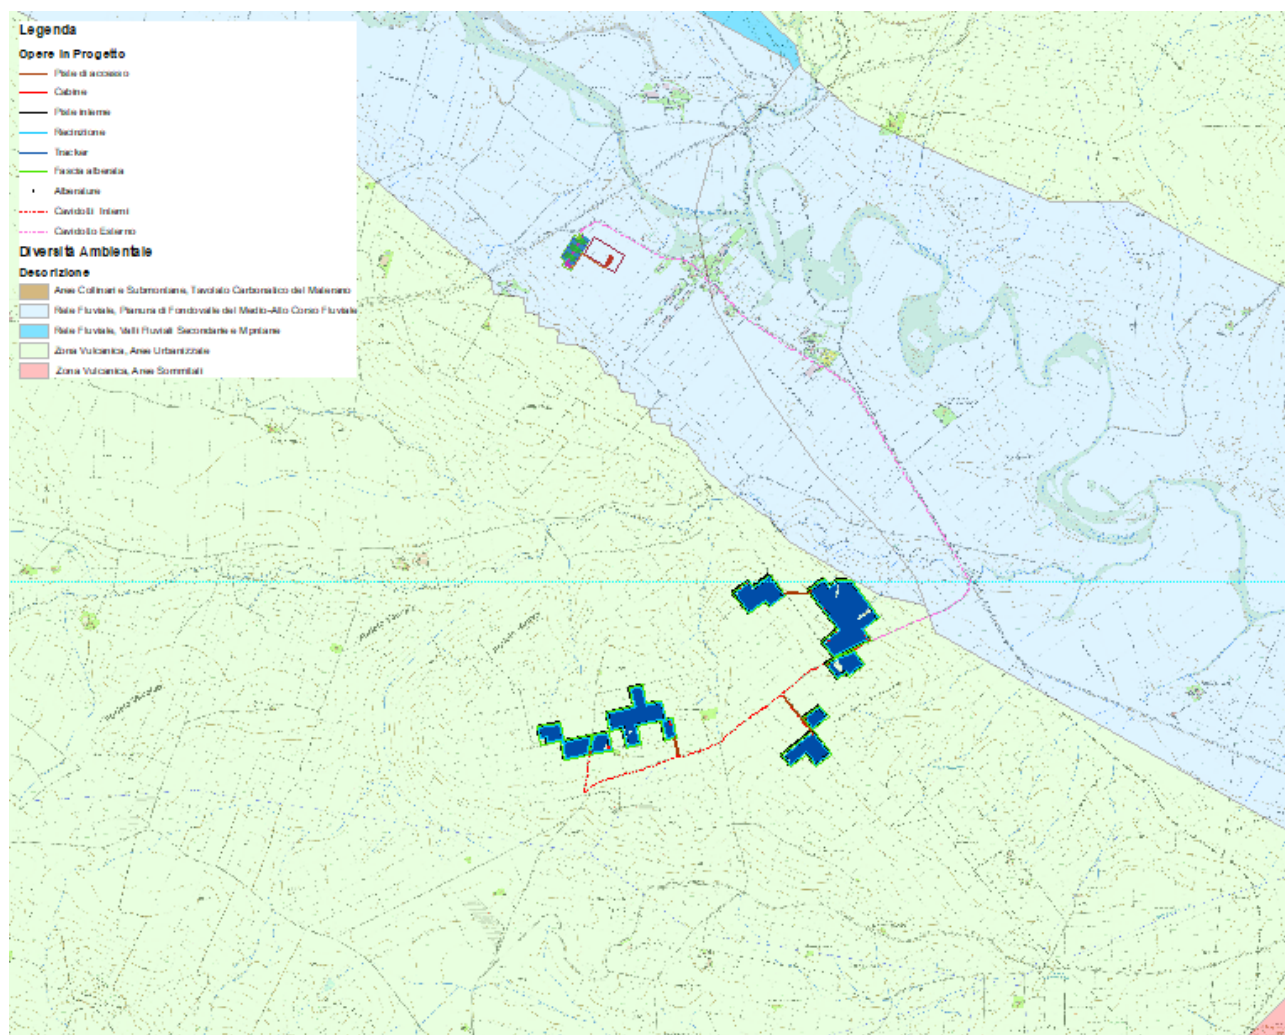 Legenda
Opere In Progetto
Piste di accesso
Cabine
Piste interne
Recinzione
Tracker
Fascia alberata
Alberature
Cavidotti Interni
Cavidotto Esterno
Diversità Ambientale
Descrizione
Aree Collinari e Submontane, Tavolato Carbonatico del Materano
Rete Fluviale, Pianura di Fondovalle del Medio-Alto Corso Fluviale
Rete Fluviale, Valli Fluviali Secondarie e Montane
Zona Vulcanica, Aree Urbanizzate
Zona Vulcanica, Aree Sommitali